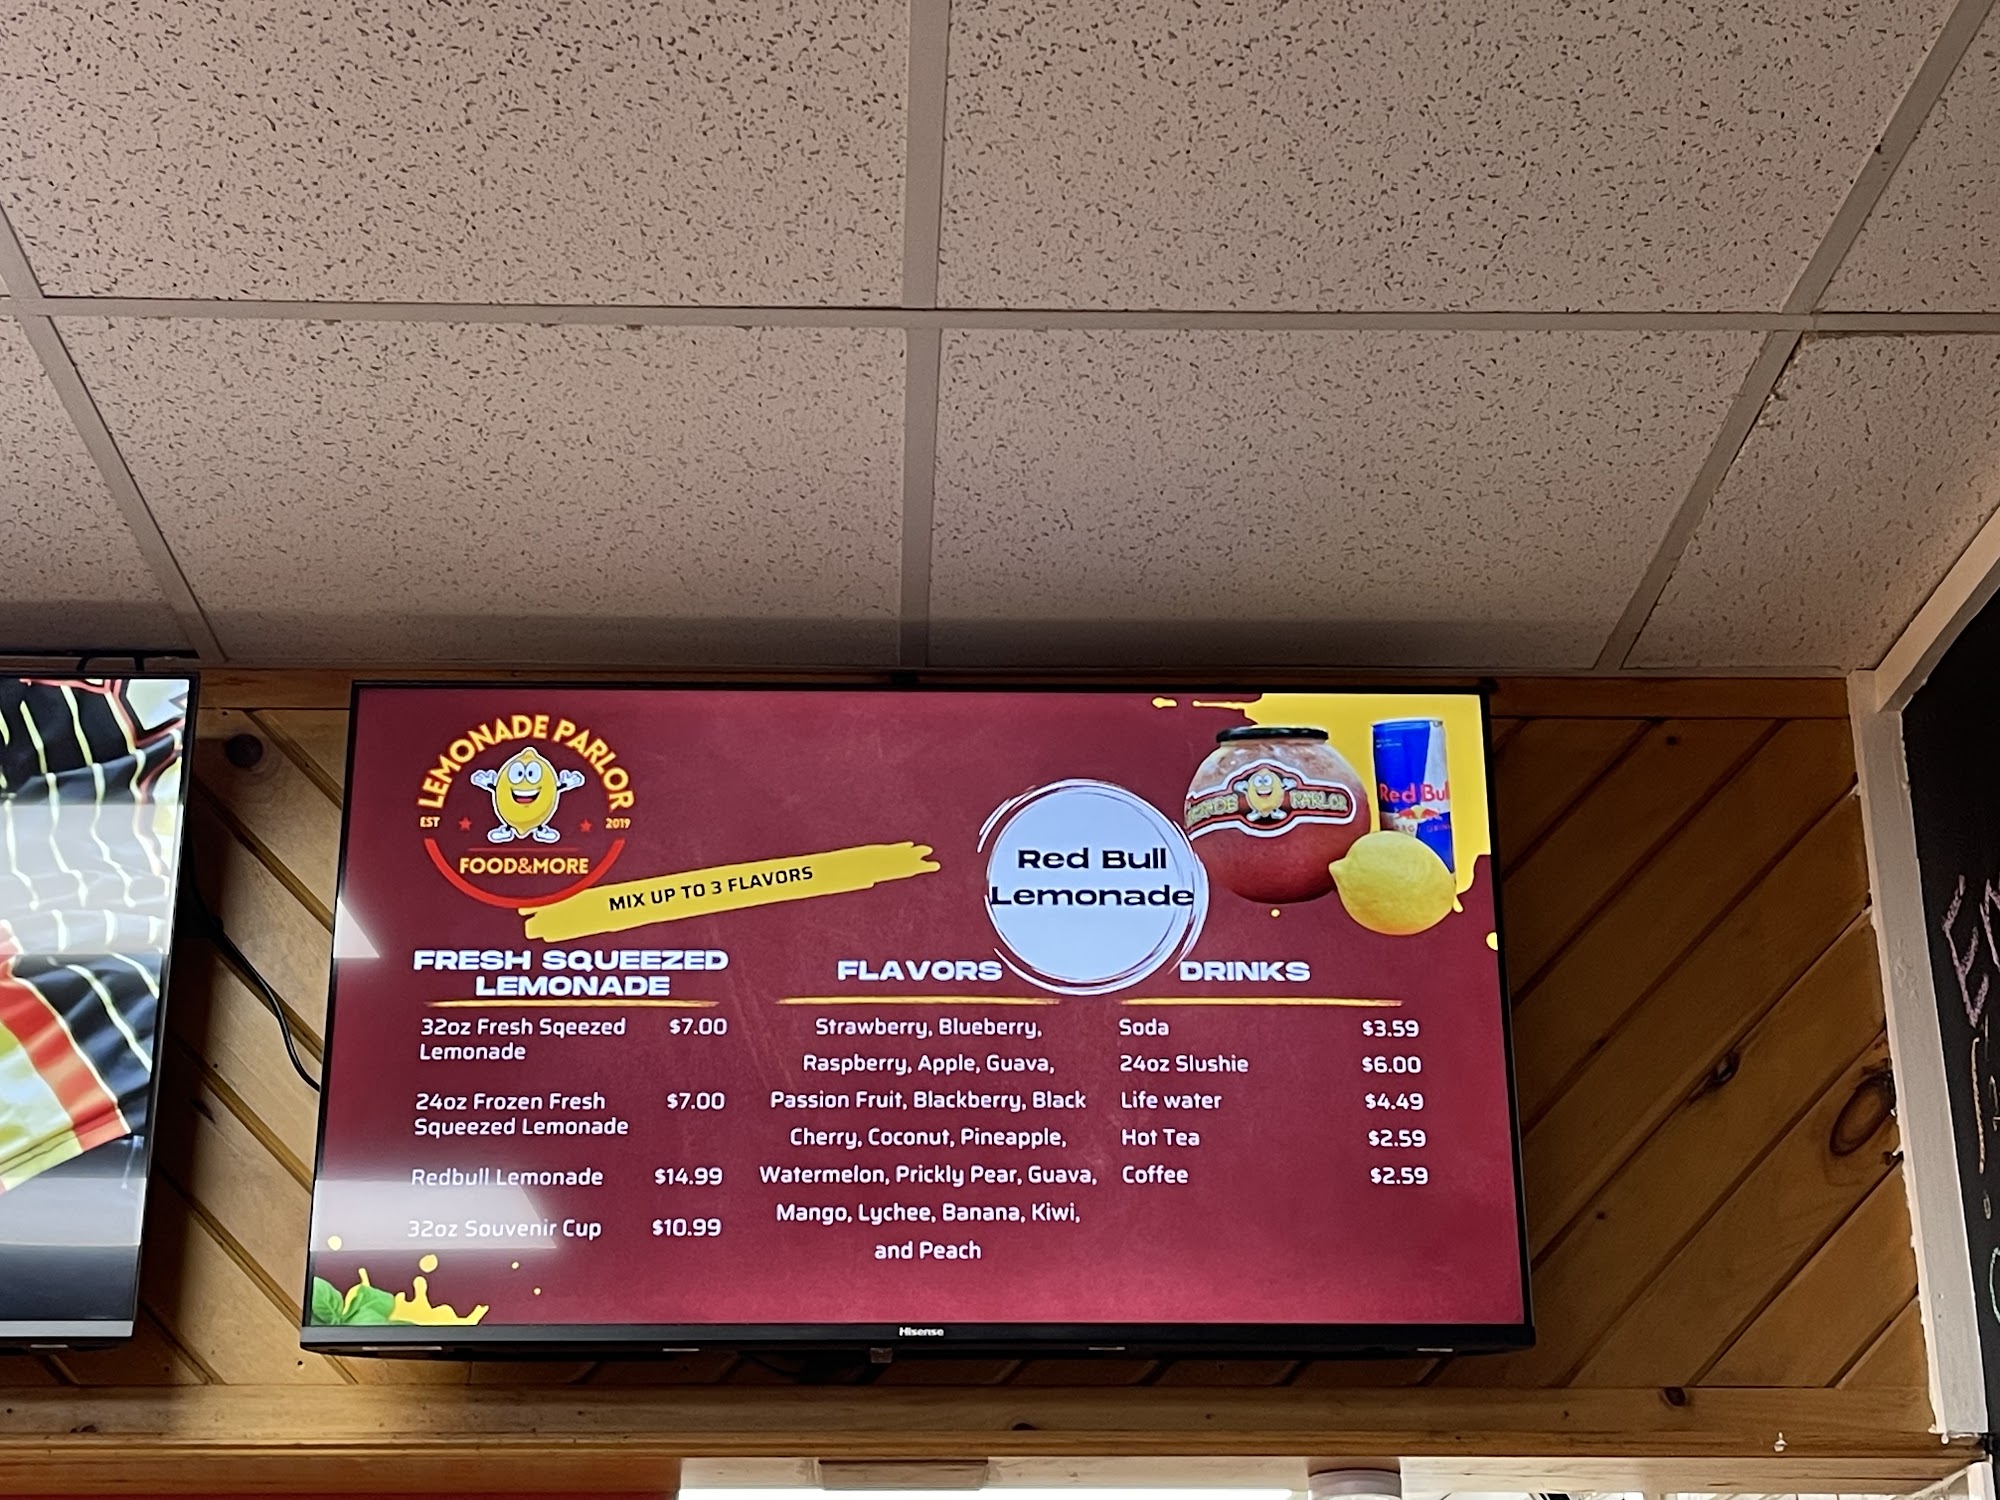 LEMONADE PARLOR
EST 2019
FOOD&MORE
MIX UP TO 3 FLAVORS
Red Bull
Lemonade
PARLOR
Red Bul
FRESH SQUEEZED
LEMONADE
32oz Fresh Sqeezed $7.00
Lemonade
24oz Frozen Fresh $7.00
Squeezed Lemonade
Redbull Lemonade $14.99
32oz Souvenir Cup $10.99
FLAVORS
Strawberry, Blueberry,
Raspberry, Apple, Guava,
Passion Fruit, Blackberry, Black
Cherry, Coconut, Pineapple,
Watermelon, Prickly Pear, Guava,
Mango, Lychee, Banana, Kiwi,
and Peach
DRINKS
Soda $3.59
24oz Slushie $6.00
Life water $4.49
Hot Tea $2.59
Coffee $2.59
Hisense